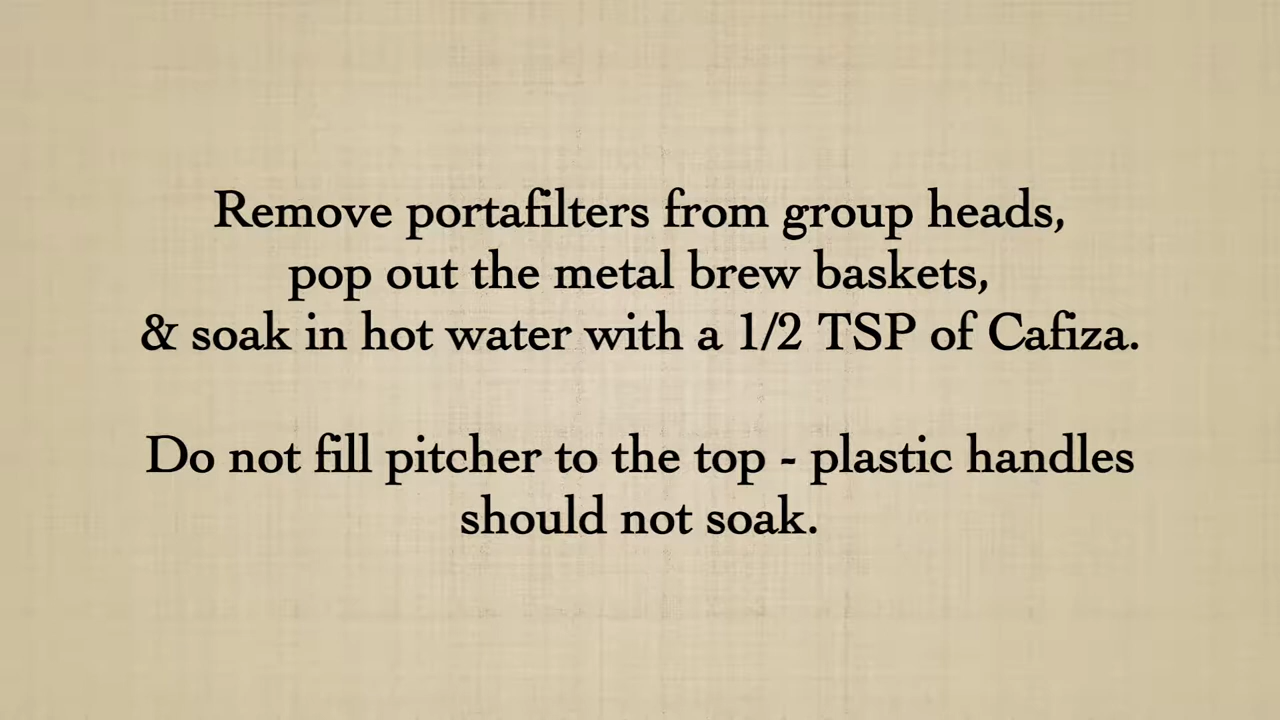 Remove portafilters from group heads,
pop out the metal brew baskets,
& soak in hot water with a 1/2 TSP of Cafiza.
Do not fill pitcher to the top - plastic handles
should not soak.